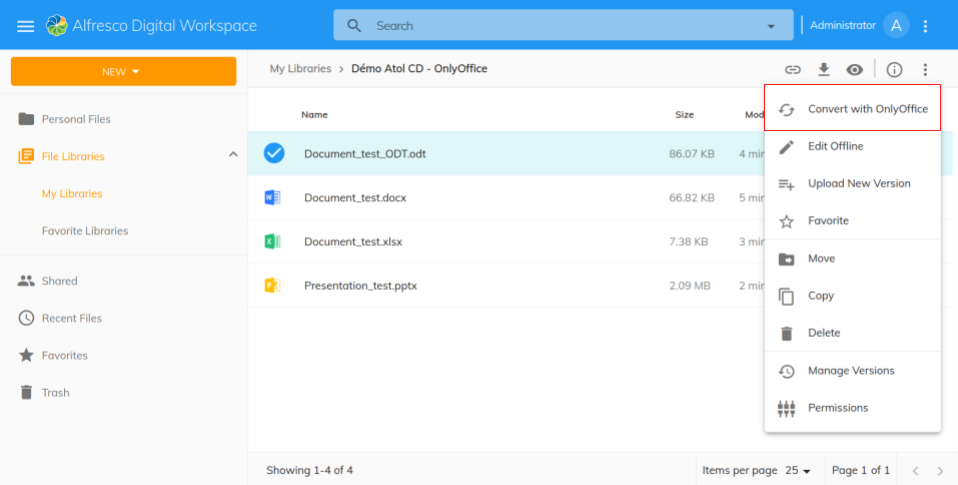 Alfresco Digital Workspace
Search
Administrator
A
NEW
My Libraries > Démo Atol CD - OnlyOffice
Personal Files
File Libraries
My Libraries
Favorite Libraries
Shared
Recent Files
Favorites
Trash
Name Size Mod
Document_test_ODT.odt 86.07 KB 4 min
Document_test.docx 66.82 KB 5 min
Document_test.xlsx 7.38 KB 3 min
Presentation_test.pptx 2.09 MB 2 min
Convert with OnlyOffice
Edit Offline
Upload New Version
Favorite
Move
Copy
Delete
Manage Versions
Permissions
Showing 1-4 of 4
Items per page 25
Page 1 of 1